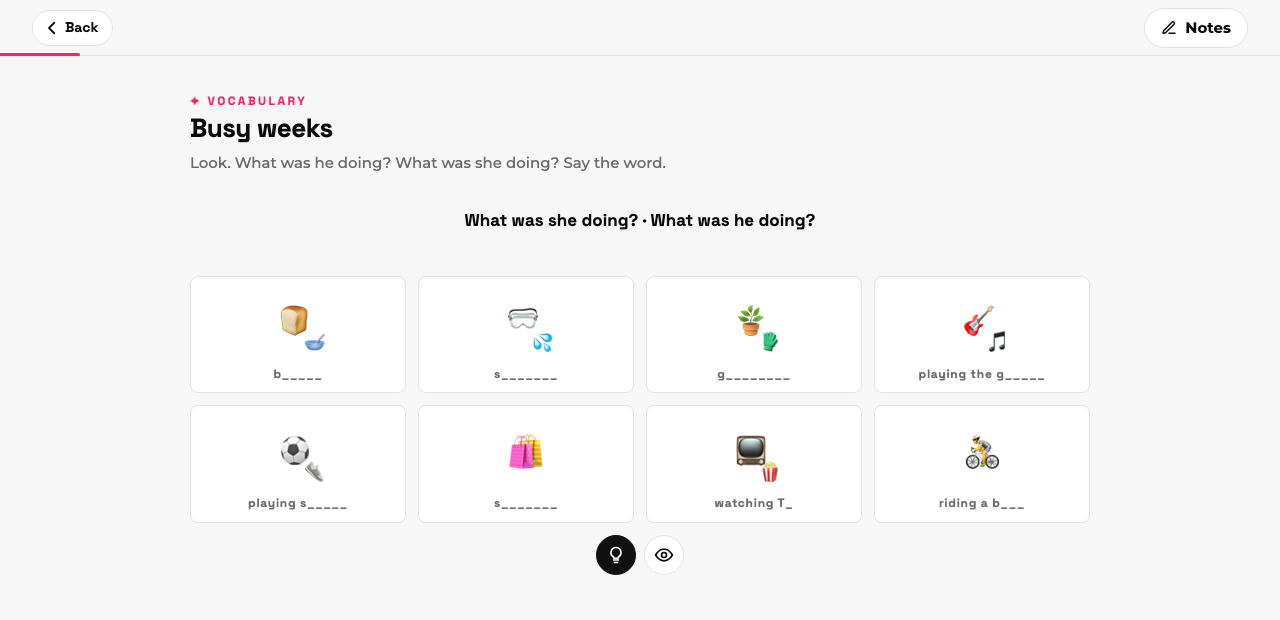 Back
Notes
VOCABULARY
Busy weeks
Look. What was he doing? What was she doing? Say the word.
What was she doing? · What was he doing?
b_____
s_______
g________
playing the g_____
playing s_____
s_______
watching T_
riding a b___